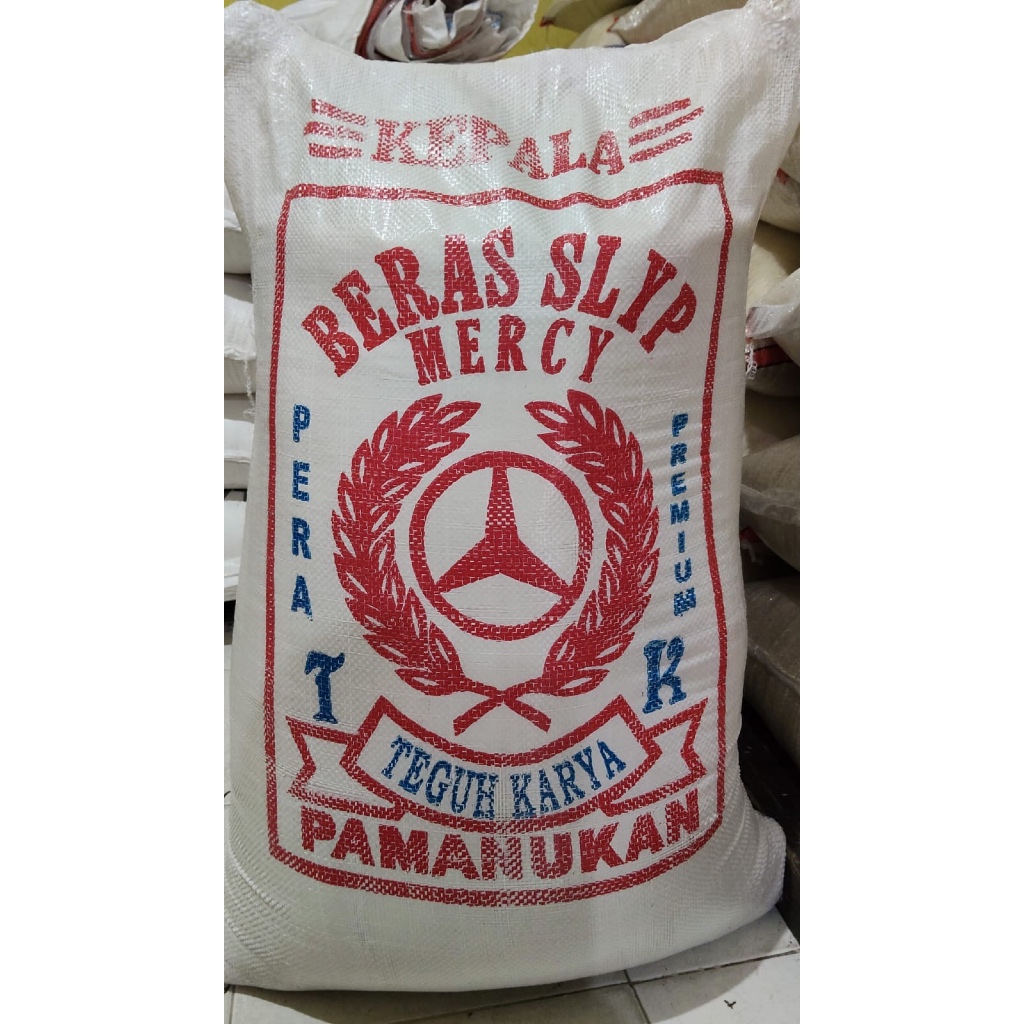 KEPALA
BERAS SLYP
MERCY
PERA
PREMIUM
T K
TEGUH KARYA
PAMANUKAN